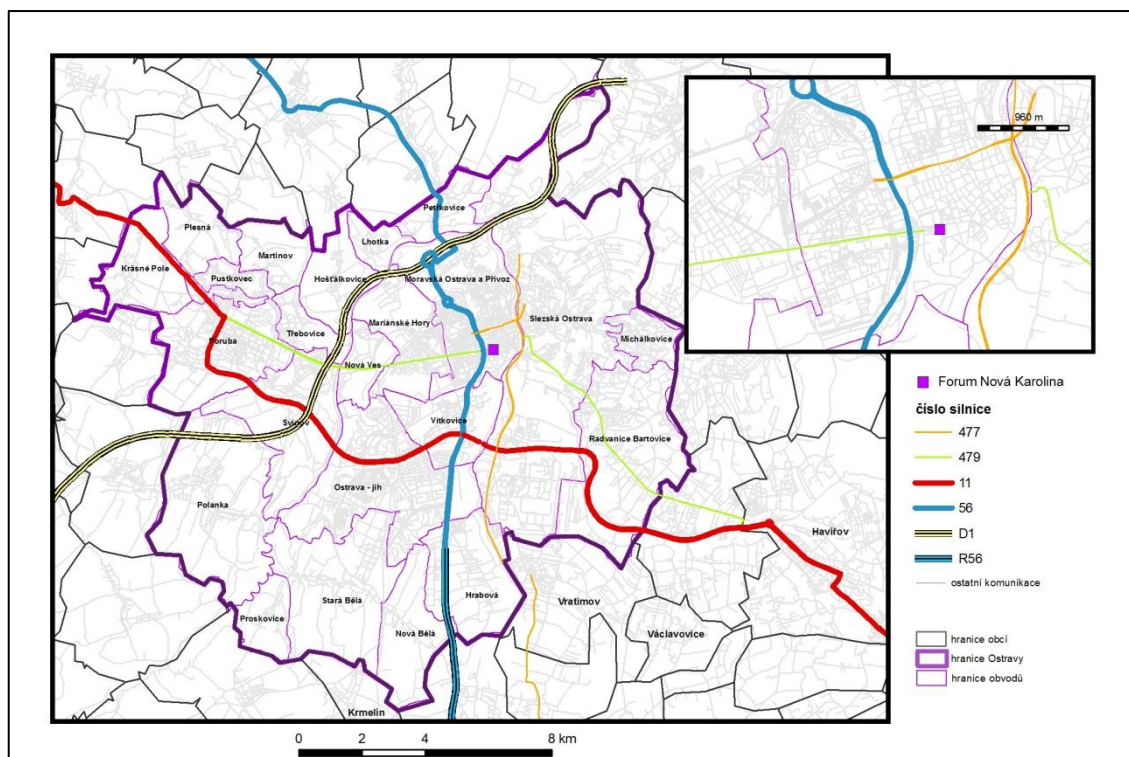 960 m
Petřkovice
Plesná
Lhotka
Martinov
Krásné Pole
Pustkovec
Hošťálkovice
Moravská Ostrava a Přívoz
Mariánské Hory
Slezská Ostrava
Třebovice
Poruba
Michálkovice
Nová Ves
Svinov
Vítkovice
Radvanice Bartovice
Ostrava - jih
Polanka
Havířov
Stará Bělá
Hrabová
Vratimov
Proskovice
Nová Bělá
Václavovice
Krmelín
Forum Nová Karolina
číslo silnice
477
479
11
56
D1
R56
ostatní komunikace
hranice obcí
hranice Ostravy
hranice obvodů
0 2 4 8 km